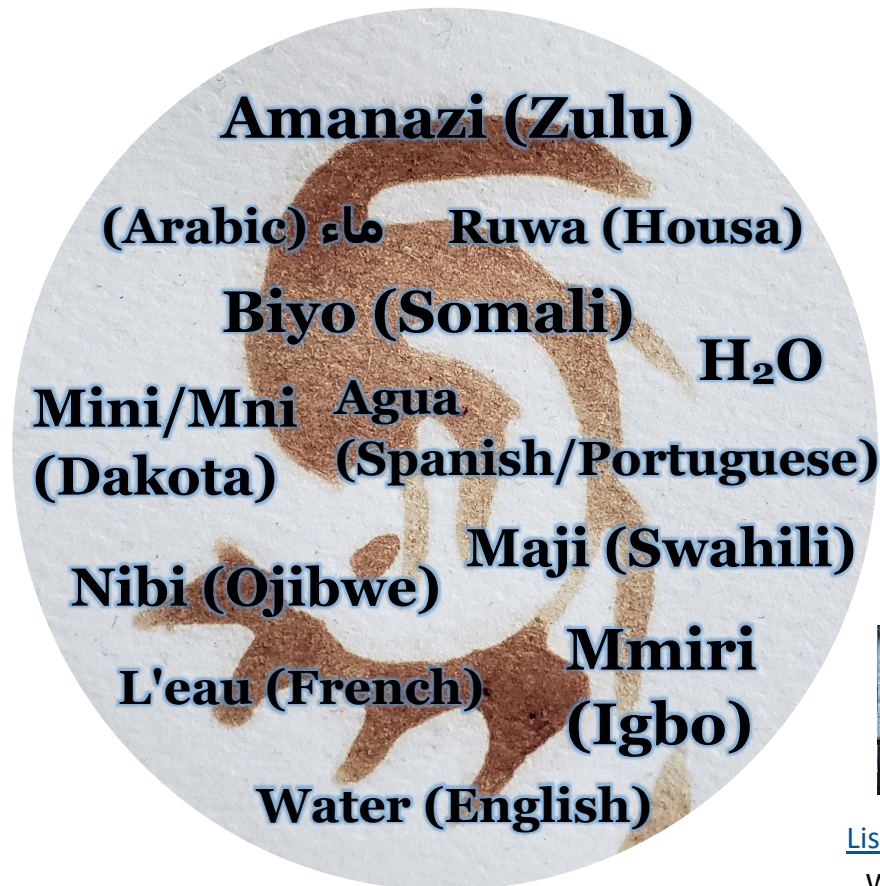 Amanazi (Zulu)
(Arabic) ماء
Ruwa (Housa)
Biyo (Somali)
H₂O
Mini/Mni
(Dakota)
Agua
(Spanish/Portuguese)
Maji (Swahili)
Nibi (Ojibwe)
Mmiri
(Igbo)
L'eau (French)
Water (English)
Lis